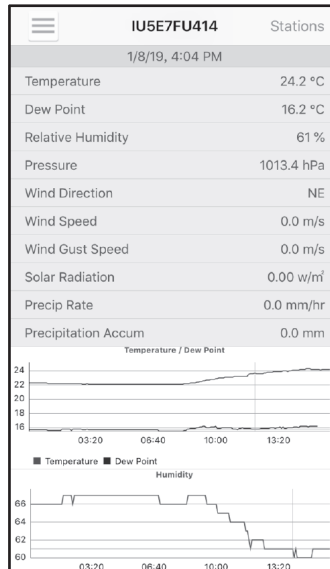 IU5E7FU414 Stations
1/8/19, 4:04 PM
Temperature 24.2 °C
Dew Point 16.2 °C
Relative Humidity 61 %
Pressure 1013.4 hPa
Wind Direction NE
Wind Speed 0.0 m/s
Wind Gust Speed 0.0 m/s
Solar Radiation 0.00 w/m²
Precip Rate 0.0 mm/hr
Precipitation Accum 0.0 mm
Temperature / Dew Point
24
22
20
18
16
03:20 06:40 10:00 13:20
Temperature Dew Point
Humidity
66
64
62
60
03:20 06:40 10:00 13:20